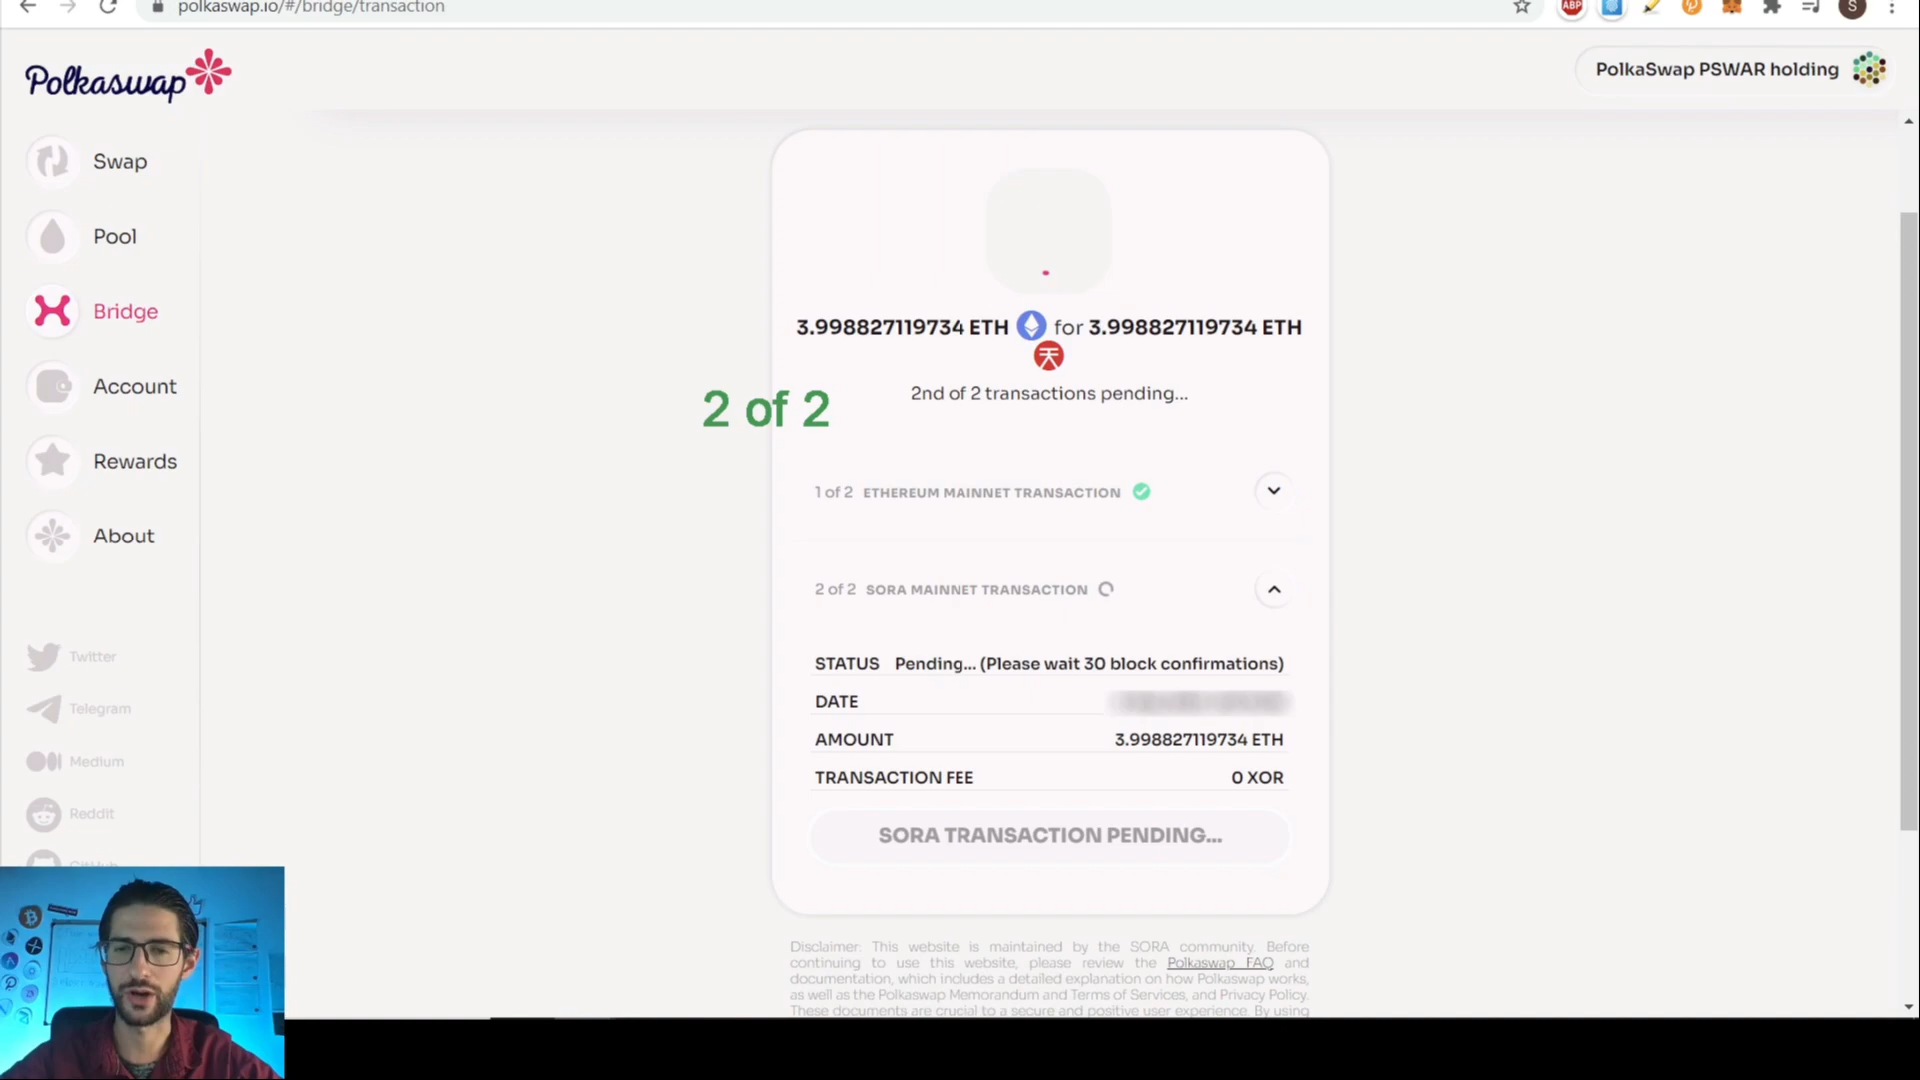 polkaswap.io/#/bridge/transaction
ABP
S
Polkaswap
PolkaSwap PSWAR holding
Swap
Pool
Bridge
Account
Rewards
About
Twitter
Telegram
Medium
Reddit
GitHub
3.998827119734 ETH for 3.998827119734 ETH
2nd of 2 transactions pending...
2 of 2
1 of 2 ETHEREUM MAINNET TRANSACTION
2 of 2 SORA MAINNET TRANSACTION
STATUS Pending... (Please wait 30 block confirmations)
DATE
AMOUNT 3.998827119734 ETH
TRANSACTION FEE 0 XOR
SORA TRANSACTION PENDING...
Disclaimer: This website is maintained by the SORA community. Before
continuing to use this website, please review the Polkaswap FAQ and
documentation, which includes a detailed explanation on how Polkaswap works,
as well as the Polkaswap Memorandum and Terms of Services, and Privacy Policy.
These documents are crucial to a secure and positive user experience. By using